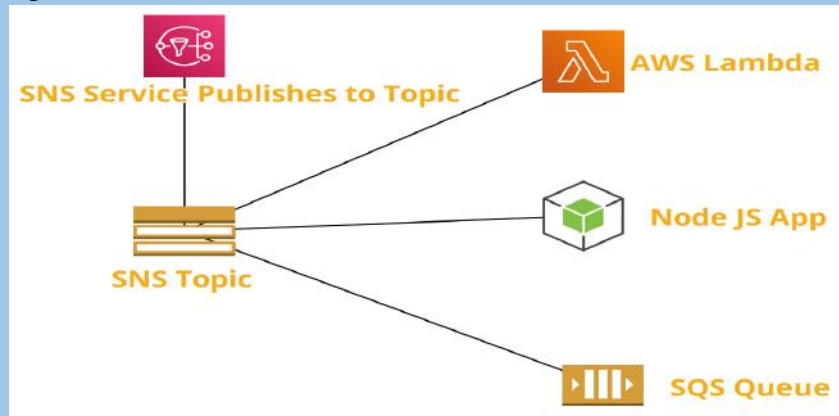 SNS Service Publishes to Topic
AWS Lambda
Node JS App
SNS Topic
SQS Queue